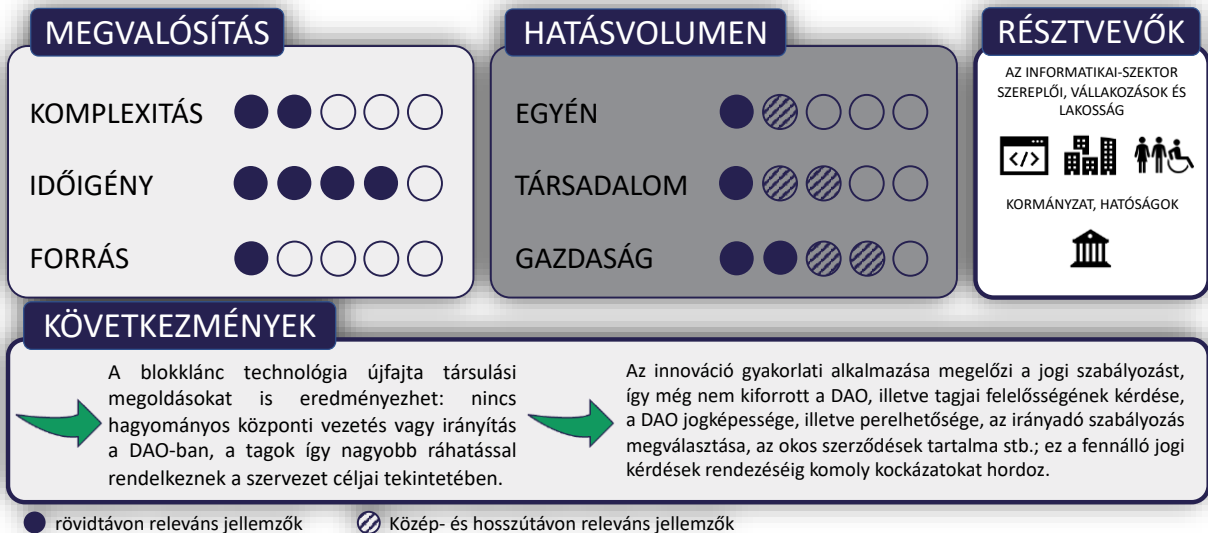 MEGVALÓSÍTÁS
KOMPLEXITÁS
IDŐIGÉNY
FORRÁS
HATÁSVOLUMEN
EGYÉN
TÁRSADALOM
GAZDASÁG
RÉSZTVEVŐK
AZ INFORMATIKAI-SZEKTOR
SZEREPLŐI, VÁLLAKOZÁSOK ÉS
LAKOSSÁG
</>
KORMÁNYZAT, HATÓSÁGOK
KÖVETKEZMÉNYEK
A blokklánc technológia újfajta társulási
megoldásokat is eredményezhet: nincs
hagyományos központi vezetés vagy irányítás
a DAO-ban, a tagok így nagyobb ráhatással
rendelkeznek a szervezet céljai tekintetében.
Az innováció gyakorlati alkalmazása megelőzi a jogi szabályozást,
így még nem kiforrott a DAO, illetve tagjai felelősségének kérdése,
a DAO jogképessége, illetve perelhetősége, az irányadó szabályozás
megválasztása, az okos szerződések tartalma stb.; ez a fennálló jogi
kérdések rendezéséig komoly kockázatokat hordoz.
rövidtávon releváns jellemzők
Közép- és hosszútávon releváns jellemzők